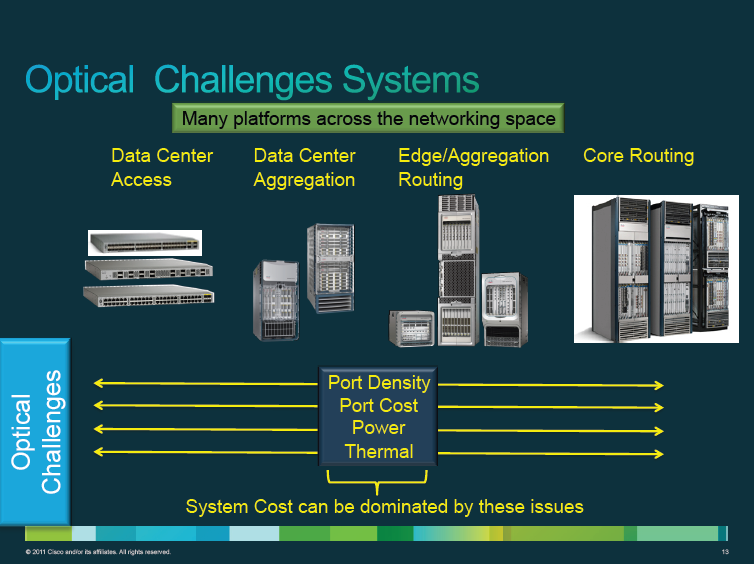 Optical Challenges Systems
Many platforms across the networking space
Data Center
Access
Data Center
Aggregation
Edge/Aggregation
Routing
Core Routing
Optical
Challenges
Port Density
Port Cost
Power
Thermal
System Cost can be dominated by these issues
© 2011 Cisco and/or its affiliates. All rights reserved.
13